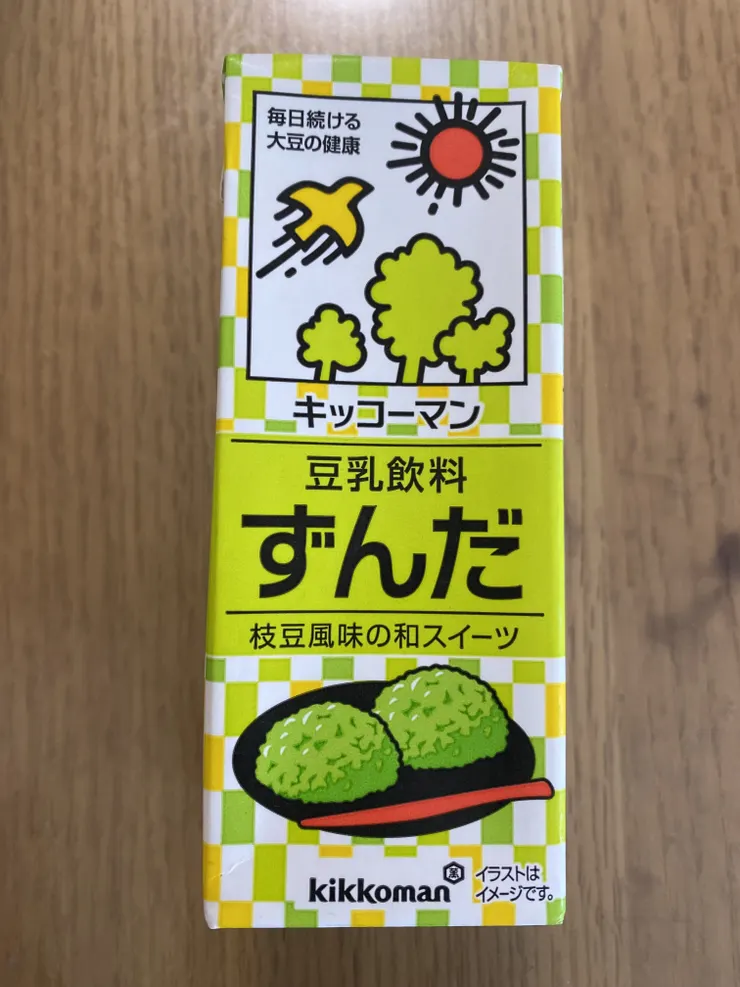 毎日続ける
大豆の健康
キッコーマン
豆乳飲料
ずんだ
枝豆風味の和スイーツ
kikkoman
萬
イラストは
イメージです。